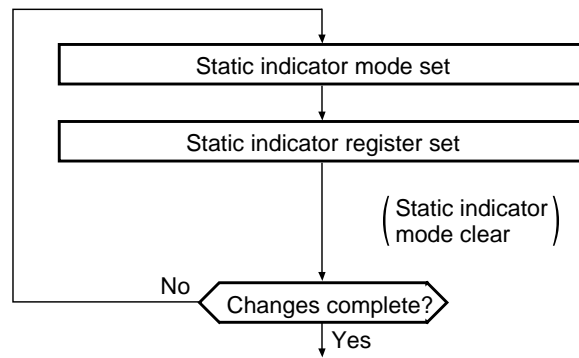 Static indicator mode set
Static indicator register set
Static indicator
mode clear
No
Changes complete?
Yes